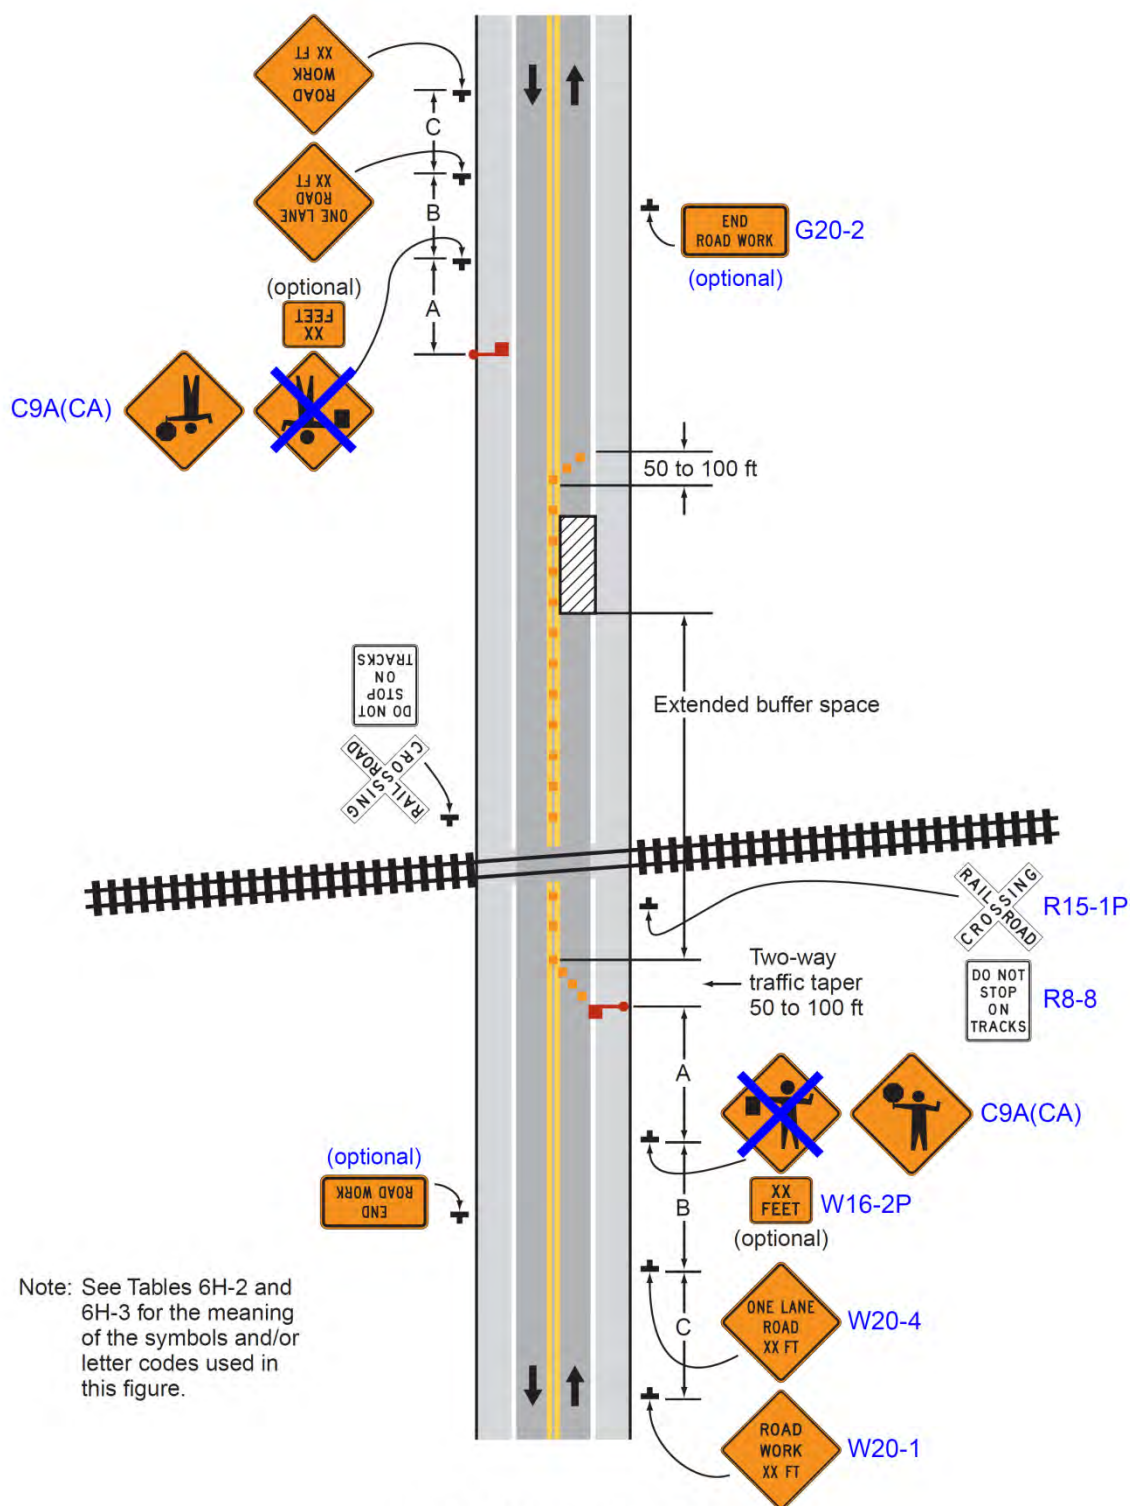 ROAD
WORK
XX FT
C
ONE LANE
ROAD
XX FT
B
END
ROAD WORK
G20-2
(optional)
(optional)
XX
FEET
A
C9A(CA)
50 to 100 ft
DO NOT
STOP
ON
TRACKS
Extended buffer space
RAILROAD
CROSSING
RAILROAD
CROSSING
R15-1P
Two-way
traffic taper
50 to 100 ft
DO NOT
STOP
ON
TRACKS
R8-8
A
C9A(CA)
(optional)
END
ROAD WORK
B
XX
FEET
W16-2P
(optional)
Note: See Tables 6H-2 and
6H-3 for the meaning
of the symbols and/or
letter codes used in
this figure.
C
ONE LANE
ROAD
XX FT
W20-4
ROAD
WORK
XX FT
W20-1